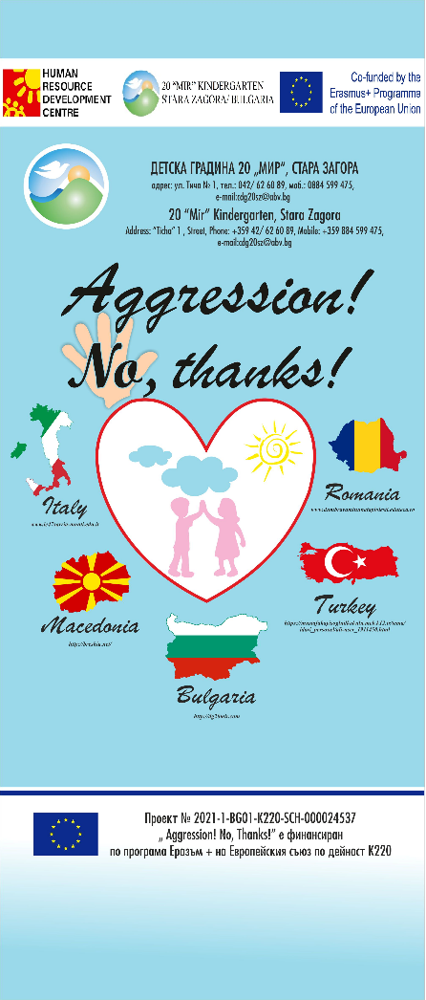 HUMAN
RESOURCE
DEVELOPMENT
CENTRE
20 "MIR" KINDERGARTEN
STARA ZAGORA/ BULGARIA
Co-funded by the
Erasmus+ Programme
of the European Union
ДЕТСКА ГРАДИНА 20 „МИР“, СТАРА ЗАГОРА
адрес: ул. Тича № 1, тел.: 042/ 62 60 89, моб.: 0884 599 475,
e-mail:cdg20sz@abv.bg
20 “Mir” Kindergarten, Stara Zagora
Address: “Ticha” 1 , Street, Phone: +359 42/ 62 60 89, Mobile: +359 884 599 475,
e-mail:cdg20sz@abv.bg
Aggression!
No, thanks!
Italy
Romania
Macedonia
Turkey
Bulgaria
Проект № 2021-1-BG01-K220-SCH-000024537
„ Aggression! No, Thanks!“ е финансиран
по програма Еразъм + на Европейския съюз по дейност К220